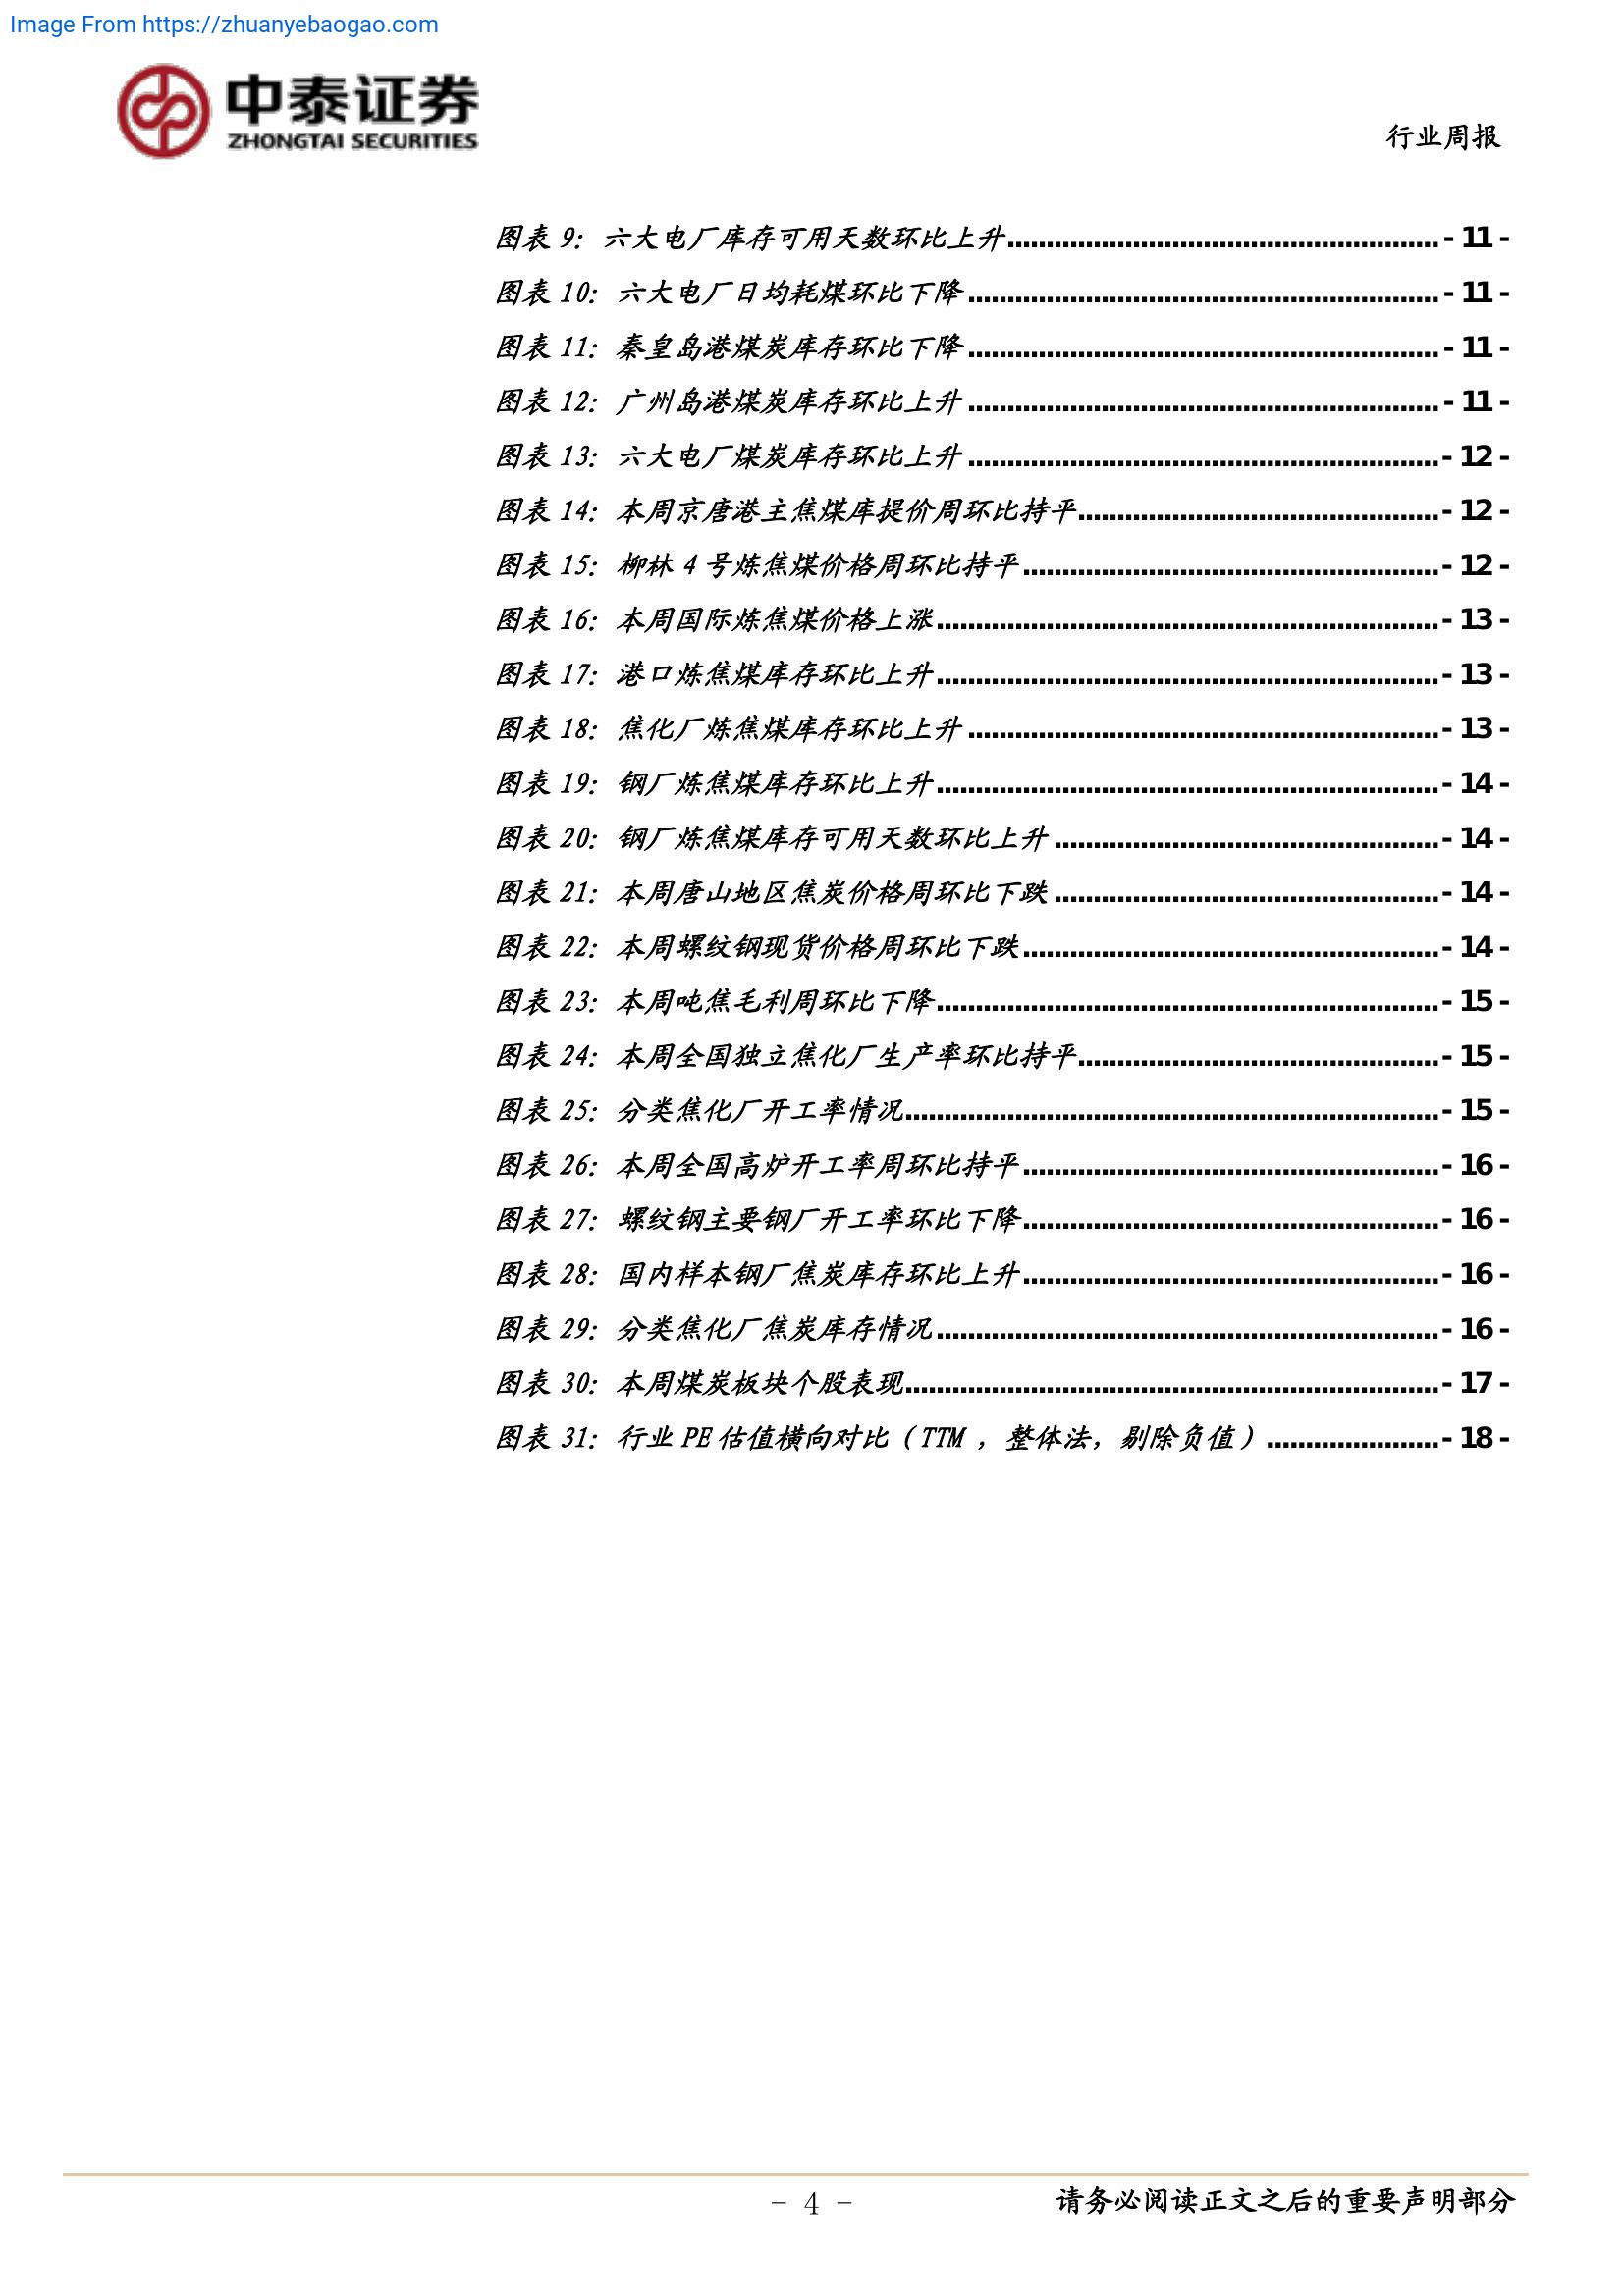 Image From https://zhuanyebaogao.com
中泰证券
ZHONGTAI SECURITIES
行业周报
图表 9：六大电厂库存可用天数环比上升........................................................- 11 -
图表 10：六大电厂日均耗煤环比下降.............................................................- 11 -
图表 11：秦皇岛港煤炭库存环比下降.............................................................- 11 -
图表 12：广州岛港煤炭库存环比上升.............................................................- 11 -
图表 13：六大电厂煤炭库存环比上升.............................................................- 12 -
图表 14：本周京唐港主焦煤库提价周环比持平...............................................- 12 -
图表 15：柳林 4 号炼焦煤价格周环比持平......................................................- 12 -
图表 16：本周国际炼焦煤价格上涨.................................................................- 13 -
图表 17：港口炼焦煤库存环比上升.................................................................- 13 -
图表 18：焦化厂炼焦煤库存环比上升.............................................................- 13 -
图表 19：钢厂炼焦煤库存环比上升.................................................................- 14 -
图表 20：钢厂炼焦煤库存可用天数环比上升..................................................- 14 -
图表 21：本周唐山地区焦炭价格周环比下跌..................................................- 14 -
图表 22：本周螺纹钢现货价格周环比下跌......................................................- 14 -
图表 23：本周吨焦毛利周环比下降.................................................................- 15 -
图表 24：本周全国独立焦化厂生产率环比持平...............................................- 15 -
图表 25：分类焦化厂开工率情况.....................................................................- 15 -
图表 26：本周全国高炉开工率周环比持平......................................................- 16 -
图表 27：螺纹钢主要钢厂开工率环比下降......................................................- 16 -
图表 28：国内样本钢厂焦炭库存环比上升......................................................- 16 -
图表 29：分类焦化厂焦炭库存情况.................................................................- 16 -
图表 30：本周煤炭板块个股表现.....................................................................- 17 -
图表 31：行业 PE 估值横向对比（TTM ，整体法，剔除负值）......................- 18 -
- 4 -
请务必阅读正文之后的重要声明部分